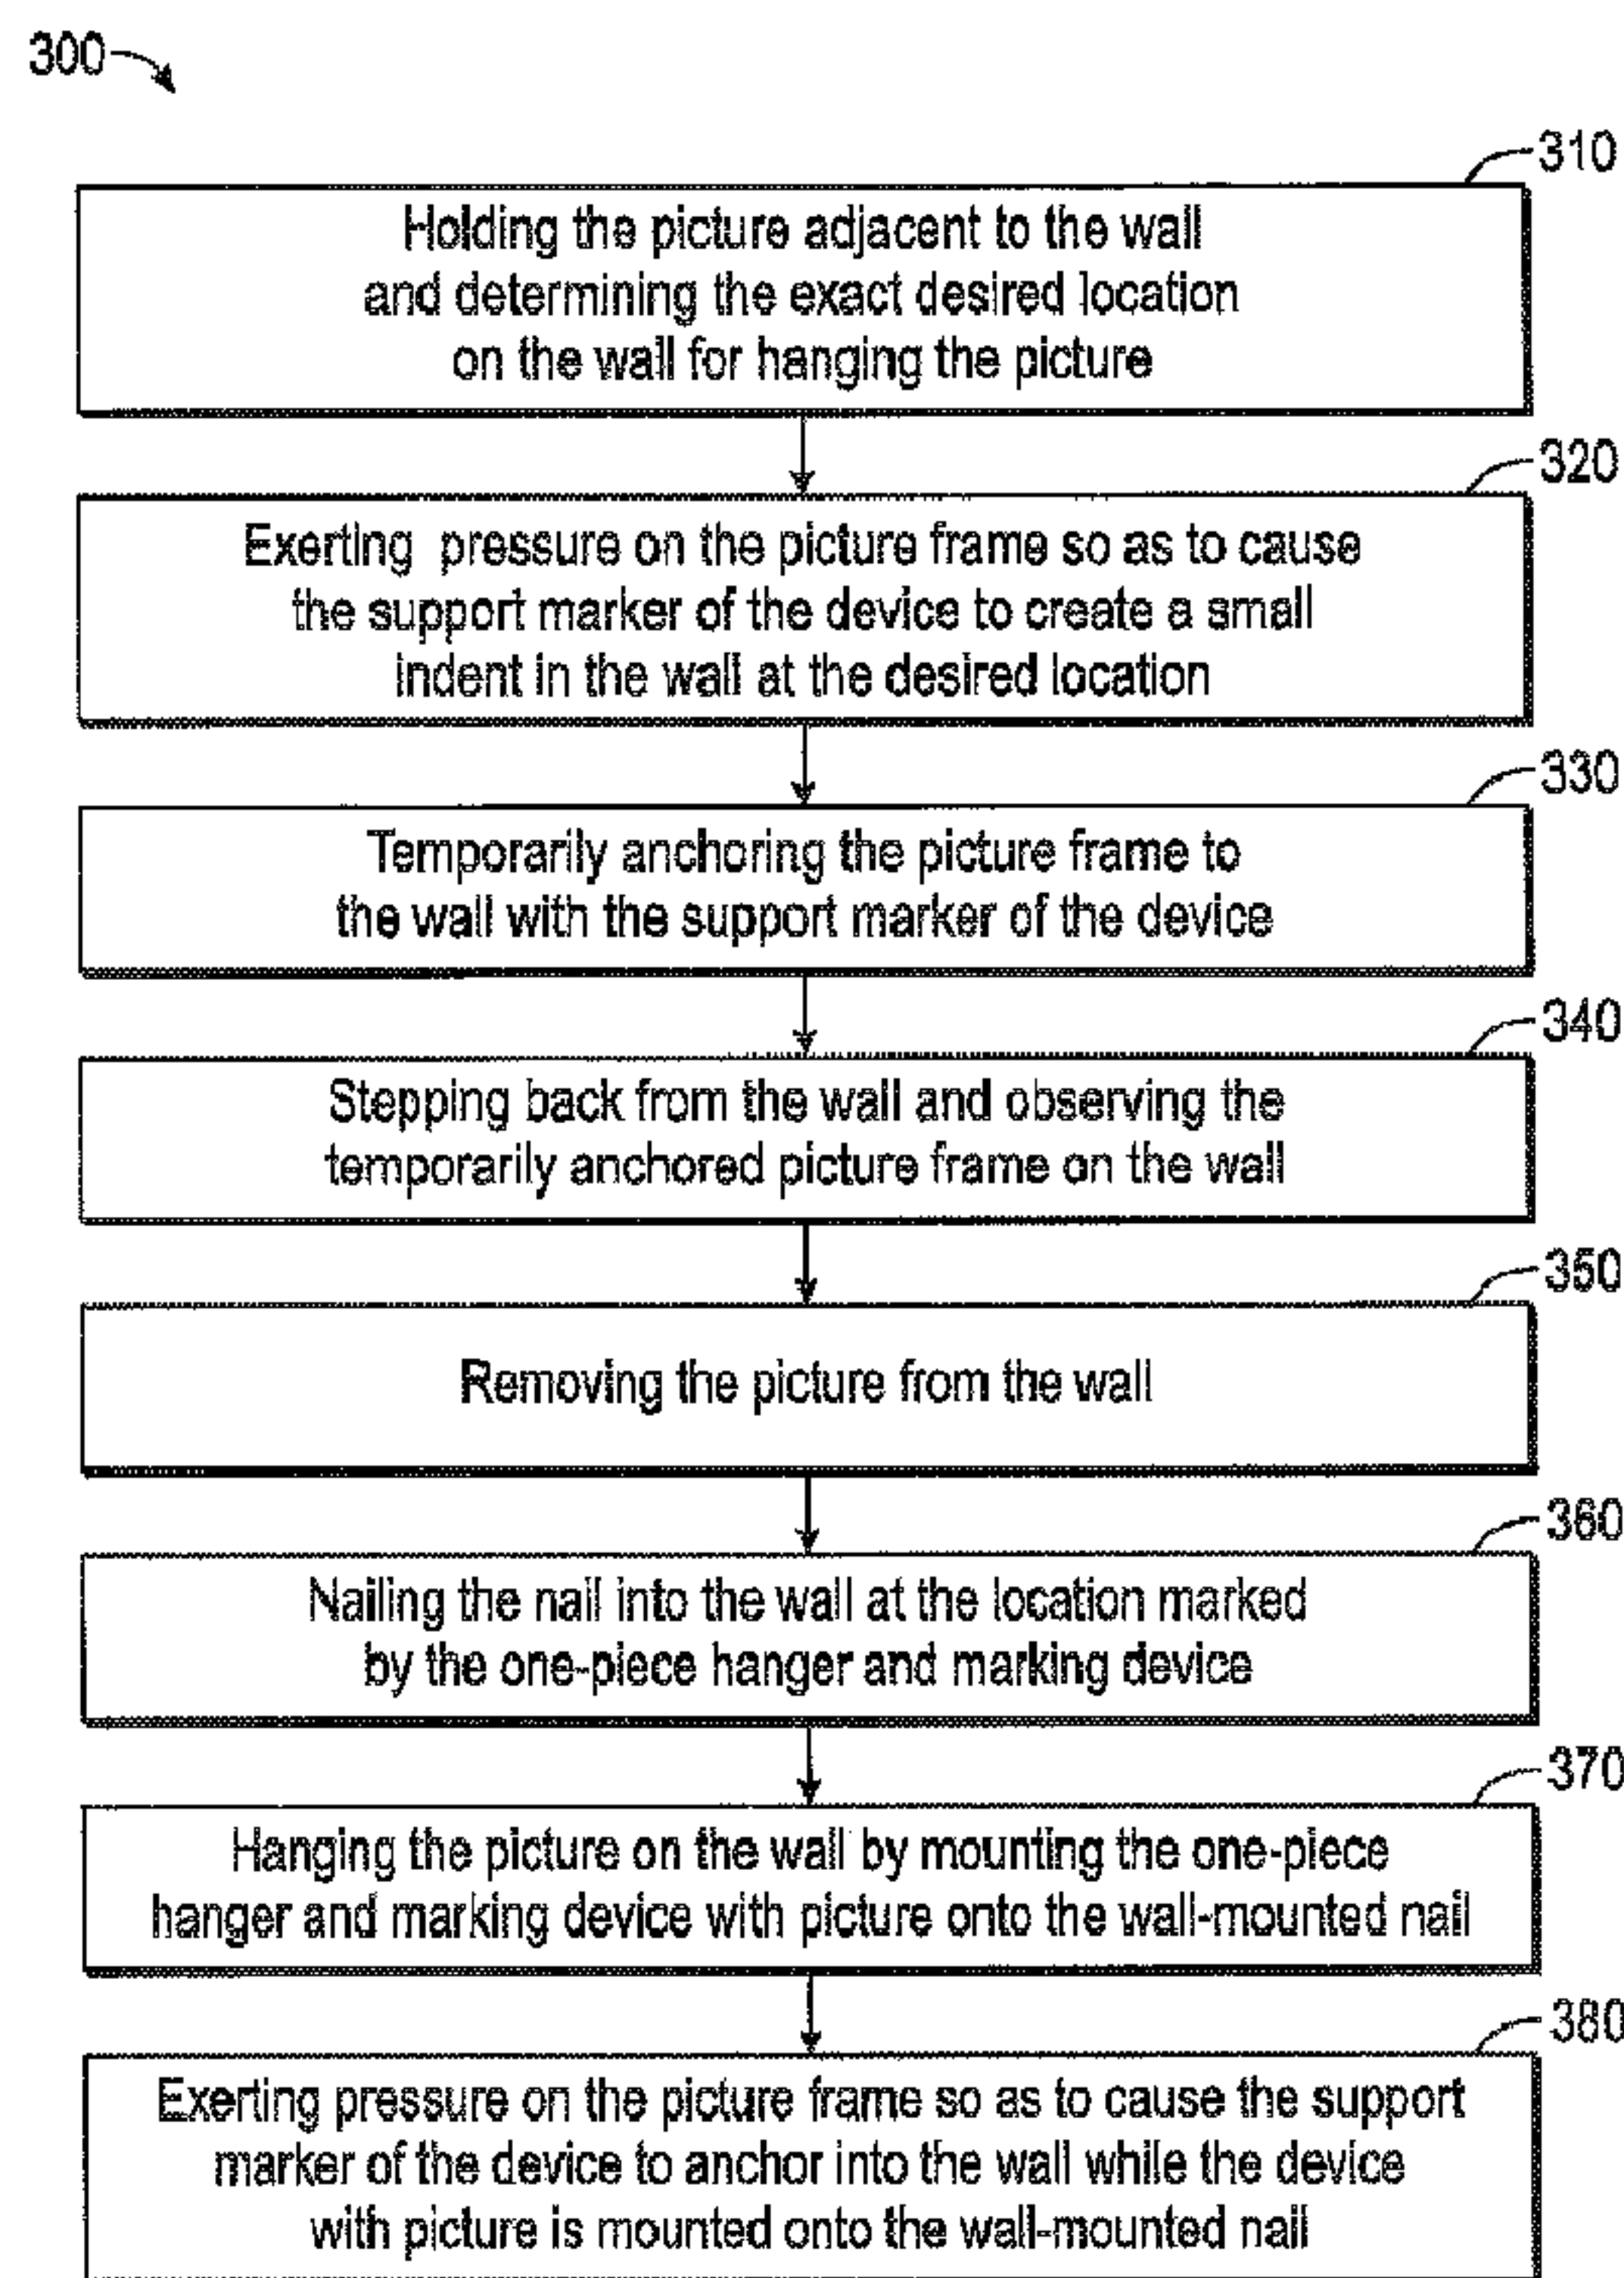 300
310
Holding the picture adjacent to the wall
and determining the exact desired location
on the wall for hanging the picture
320
Exerting pressure on the picture frame so as to cause
the support marker of the device to create a small
indent in the wall at the desired location
330
Temporarily anchoring the picture frame to
the wall with the support marker of the device
340
Stepping back from the wall and observing the
temporarily anchored picture frame on the wall
350
Removing the picture from the wall
360
Nailing the nail into the wall at the location marked
by the one-piece hanger and marking device
370
Hanging the picture on the wall by mounting the one-piece
hanger and marking device with picture onto the wall-mounted nail
380
Exerting pressure on the picture frame so as to cause the support
marker of the device to anchor into the wall while the device
with picture is mounted onto the wall-mounted nail